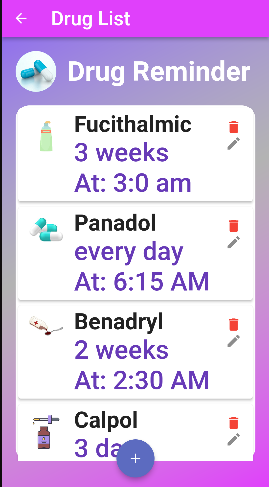 Drug List
Drug Reminder
Fucithalmic
3 weeks
At: 3:0 am
Panadol
every day
At: 6:15 AM
Benadryl
2 weeks
At: 2:30 AM
Calpol
3 da
+